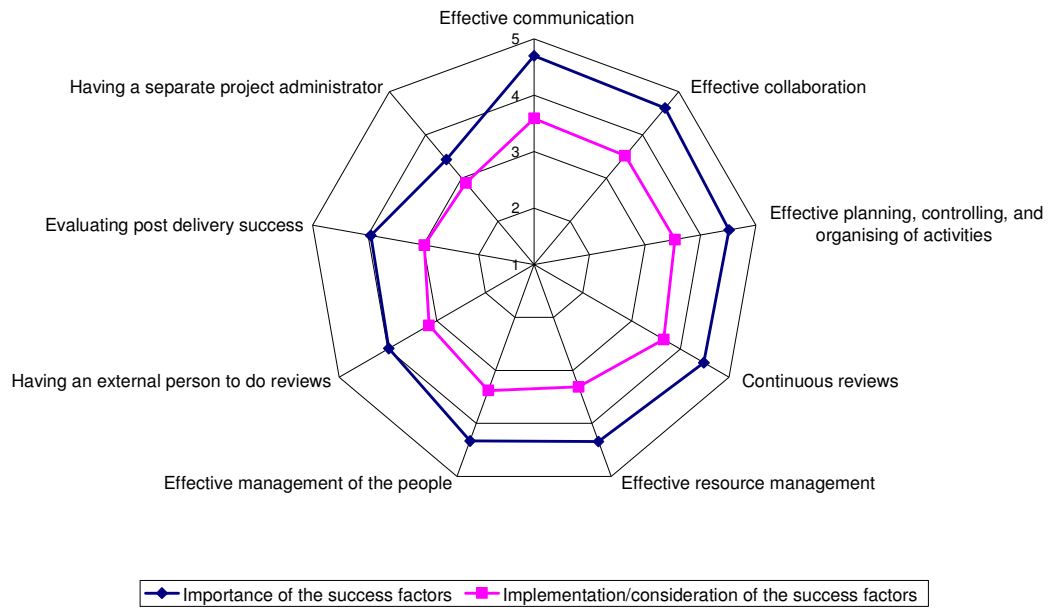 Effective communication
5
Having a separate project administrator
Effective collaboration
4
3
Evaluating post delivery success
Effective planning, controlling, and
organising of activities
2
1
Having an external person to do reviews
Continuous reviews
Effective management of the people
Effective resource management
Importance of the success factors
Implementation/consideration of the success factors